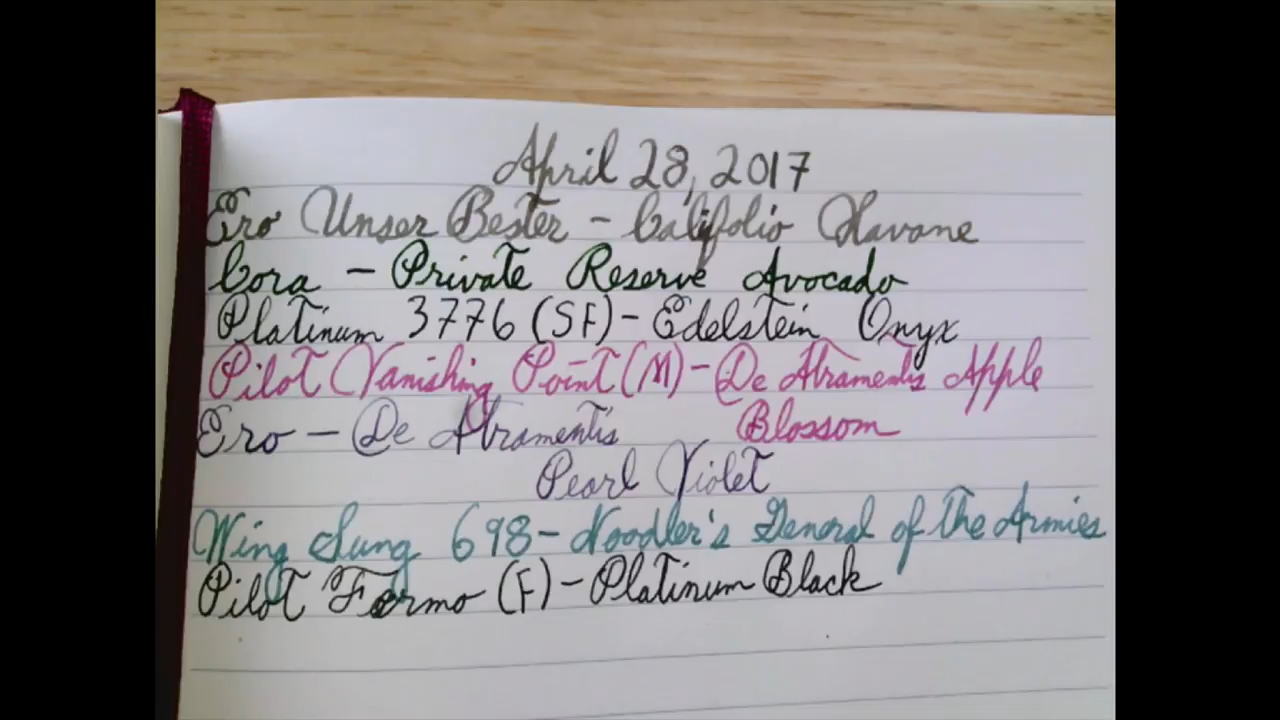 April 28, 2017
Ero Unser Bester - Califolio Havane
Cora - Private Reserve Avocado
Platinum 3776 (SF) - Edelstein Onyx
Pilot Vanishing Point (M) - De Atramentis Apple
Blossom
Ero - De Atramentis
Pearl Violet
Wing Sung 698 - Noodler's General of the Armies
Pilot Fermo (F) - Platinum Black